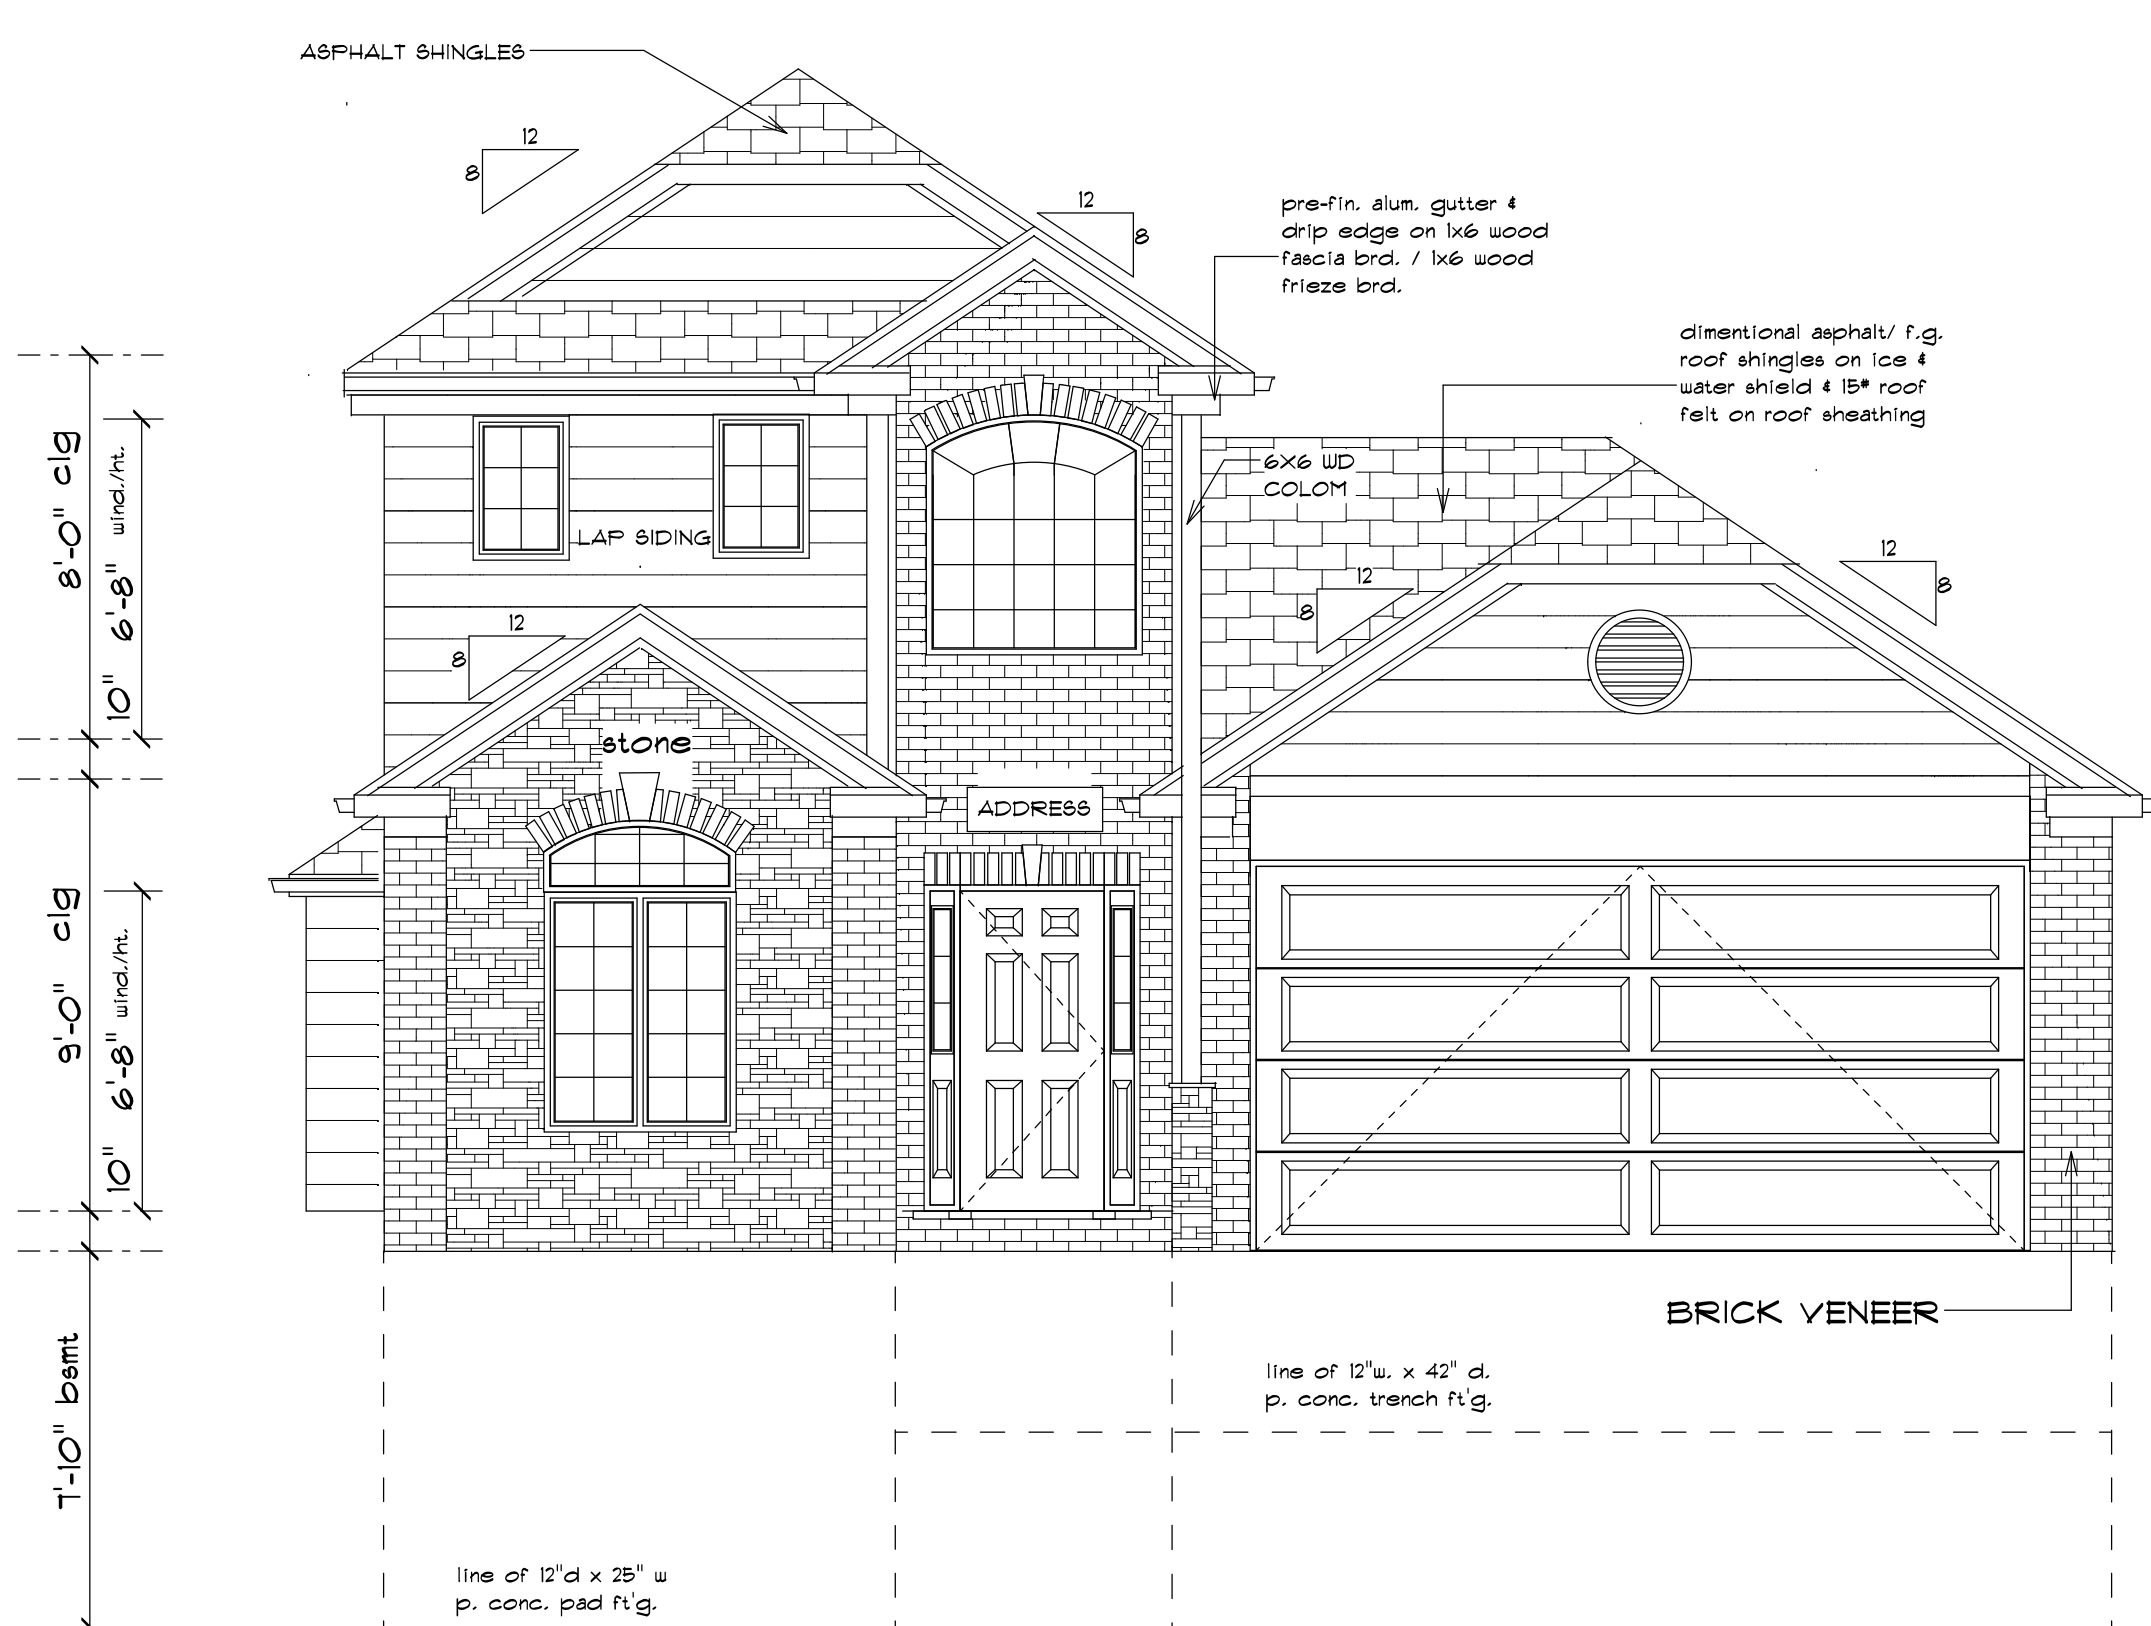 ASPHALT SHINGLES
12
8
12
8
pre-fin. alum. gutter &
drip edge on 1x6 wood
fascia brd. / 1x6 wood
frieze brd.
dimentional asphalt/ f.g.
roof shingles on ice &
water shield & 15# roof
felt on roof sheathing
8'-0" clg
10" 6'-8" wind./ht.
6X6 WD
COLOM
LAP SIDING
12
8
12
8
12
8
stone
ADDRESS
9'-0" clg
10" 6'-8" wind./ht.
BRICK VENEER
7'-10" bsmt
line of 12"w. x 42" d.
p. conc. trench ft'g.
line of 12"d x 25" w
p. conc. pad ft'g.